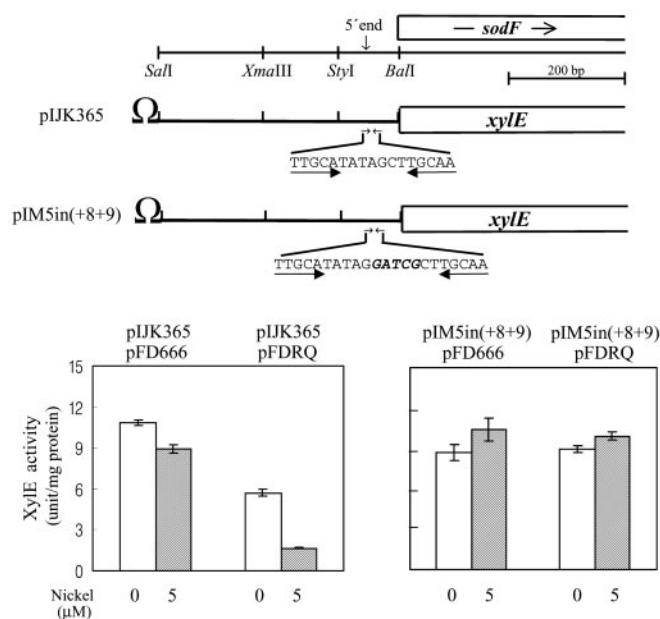 5´end
sodF
SalI XmaIII StyI BalI
200 bp
pIJK365 Ω xylE
TTGCATATAGCTTGCAA
pIM5in(+8+9) Ω xylE
TTGCATATAGGATCGCTTGCAA
pIJK365 pIJK365 pIM5in(+8+9) pIM5in(+8+9)
pFD666 pFDRQ pFD666 pFDRQ
XylE activity
(unit/mg protein)
15
12
9
6
3
0
Nickel 0 5 0 5 0 5 0 5
(μM)